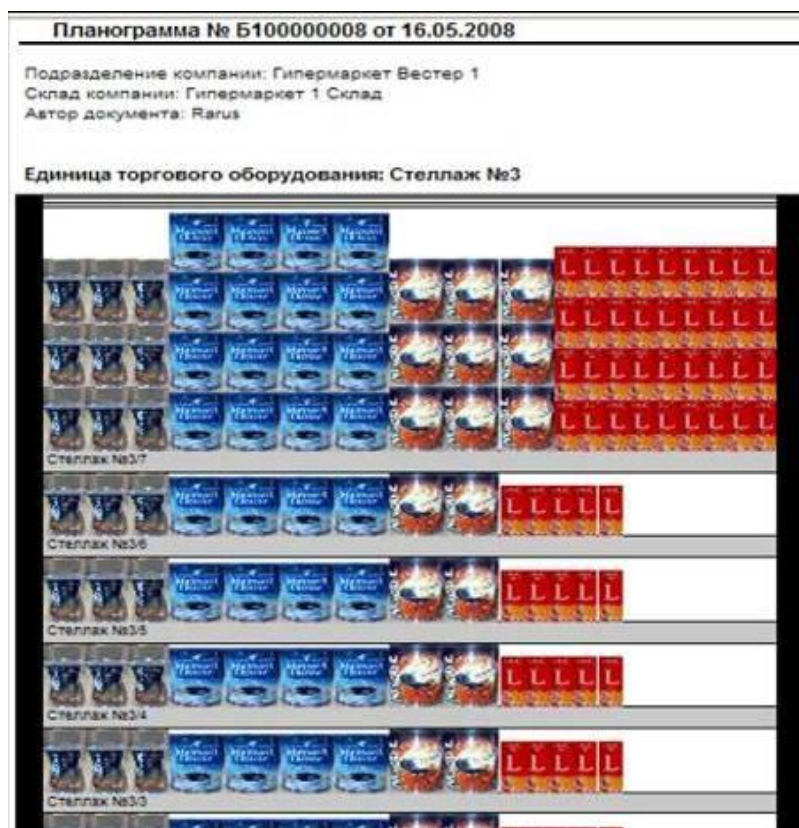 Планограмма № Б100000008 от 16.05.2008
Подразделение компании: Гипермаркет Вестер 1
Склад компании: Гипермаркет 1 Склад
Автор документа: Rarus
Единица торгового оборудования: Стеллаж №3
Стеллаж №3/7
Стеллаж №3/6
Стеллаж №3/5
Стеллаж №3/4
Стеллаж №3/3